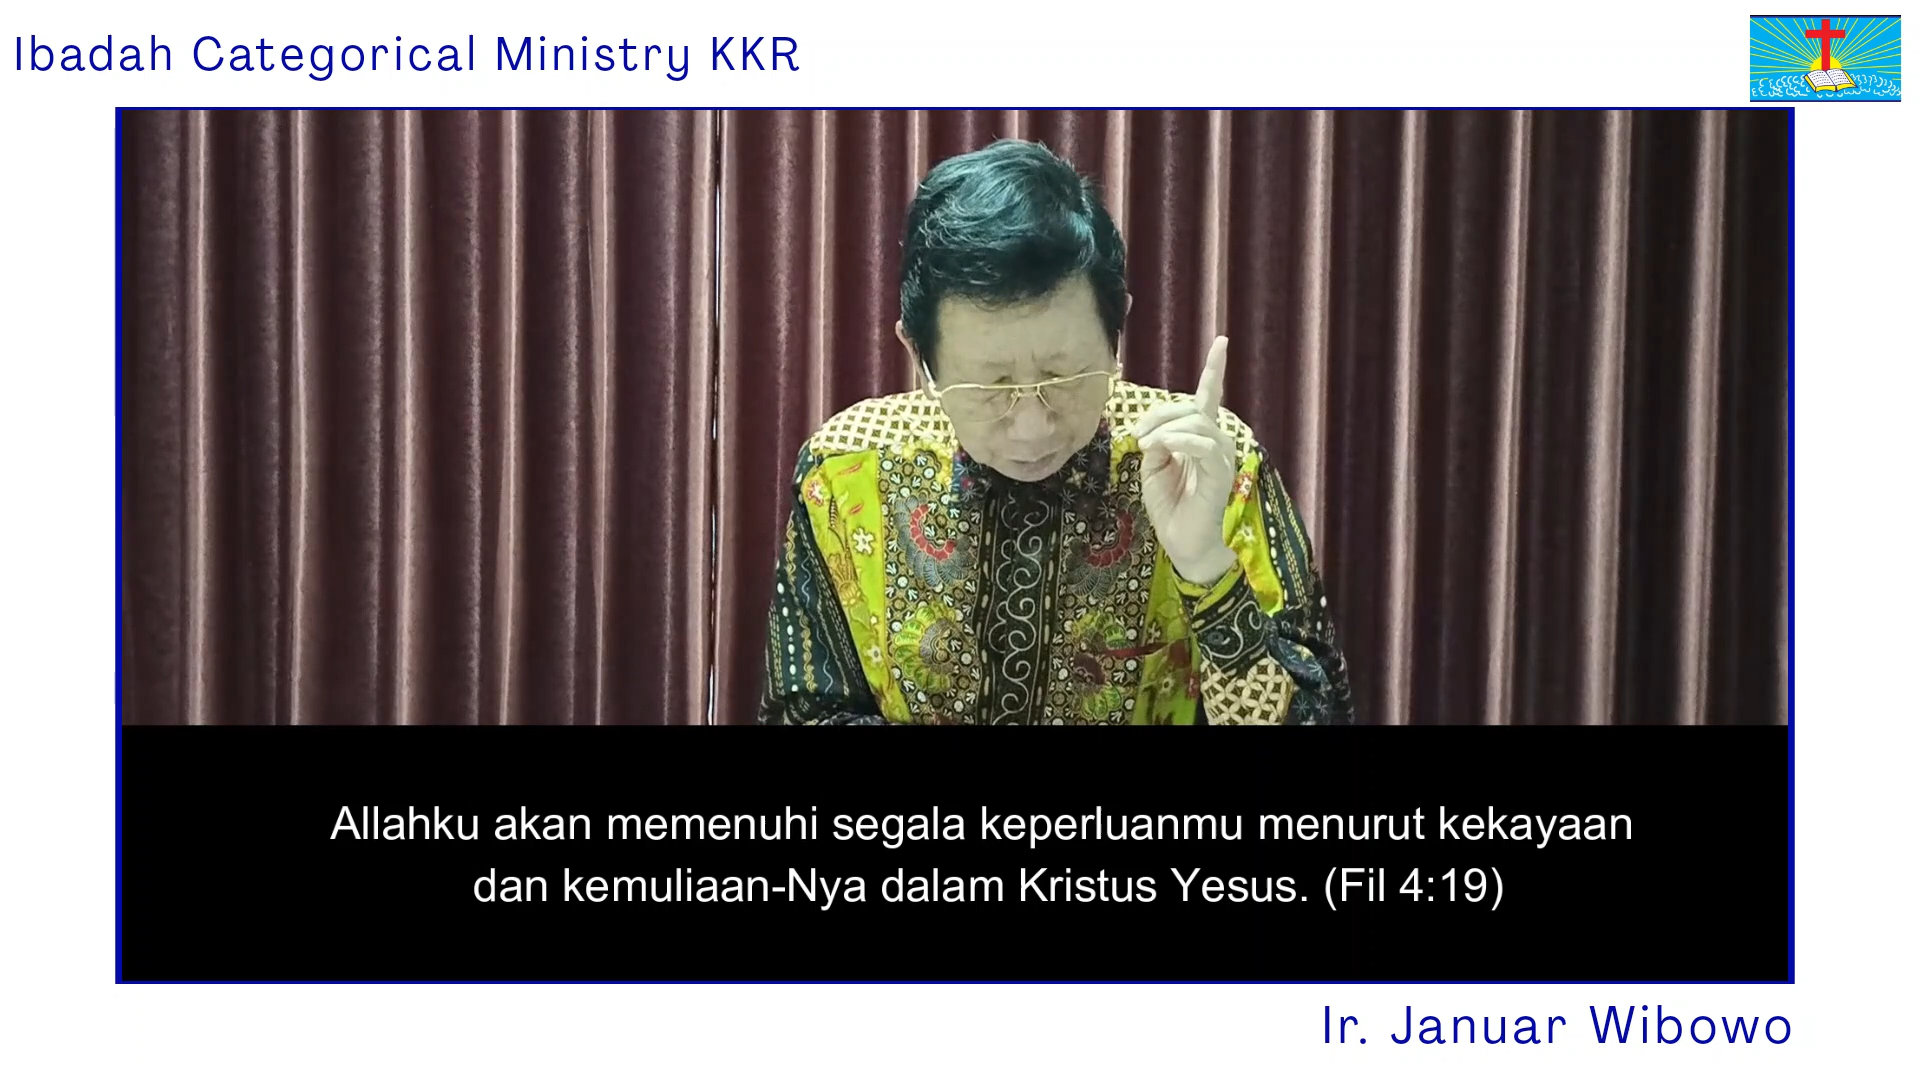 Ibadah Categorical Ministry KKR
Allahku akan memenuhi segala keperluanmu menurut kekayaan
dan kemuliaan-Nya dalam Kristus Yesus. (Fil 4:19)
Ir. Januar Wibowo